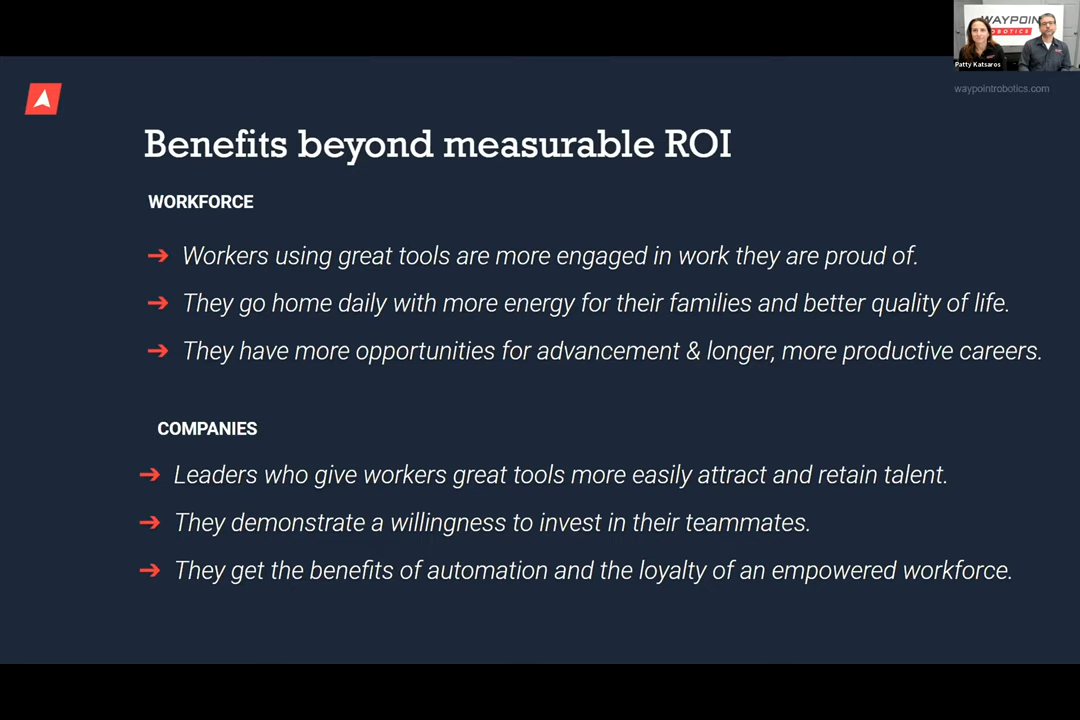 WAYPOINT
ROBOTICS
Patty Katsaros
waypointrobotics.com
Benefits beyond measurable ROI
WORKFORCE
➔ Workers using great tools are more engaged in work they are proud of.
➔ They go home daily with more energy for their families and better quality of life.
➔ They have more opportunities for advancement & longer, more productive careers.
COMPANIES
➔ Leaders who give workers great tools more easily attract and retain talent.
➔ They demonstrate a willingness to invest in their teammates.
➔ They get the benefits of automation and the loyalty of an empowered workforce.